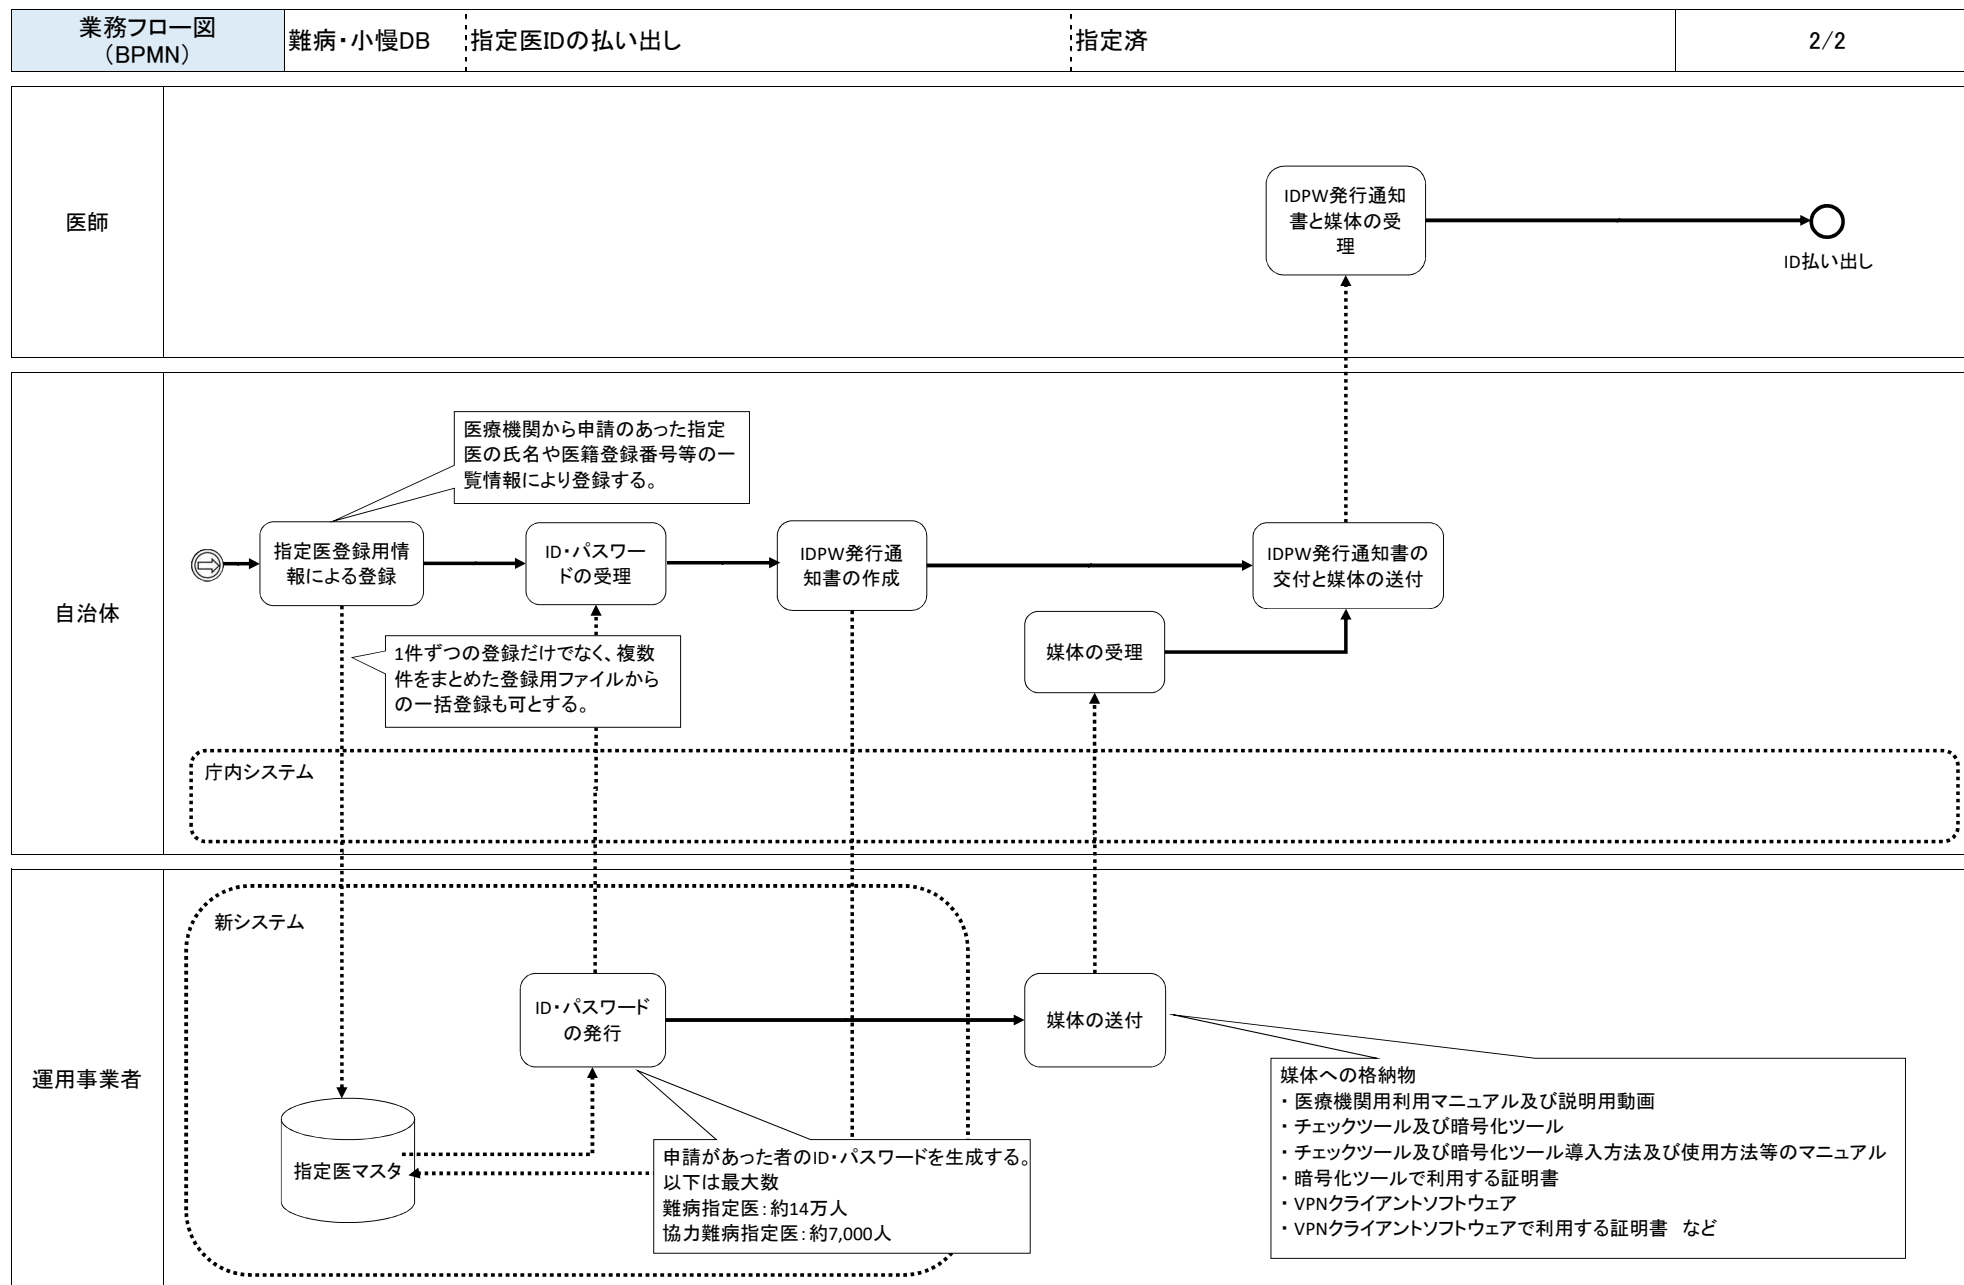 業務フロー図
（BPMN）
難病・小慢DB
指定医IDの払い出し
指定済
2/2
医師
IDPW発行通知
書と媒体の受
理
ID払い出し
自治体
医療機関から申請のあった指定
医の氏名や医籍登録番号等の一
覧情報により登録する。
指定医登録用情
報による登録
ID・パスワー
ドの受理
IDPW発行通
知書の作成
IDPW発行通知書の
交付と媒体の送付
1件ずつの登録だけでなく、複数
件をまとめた登録用ファイルから
の一括登録も可とする。
媒体の受理
庁内システム
運用事業者
新システム
ID・パスワード
の発行
媒体の送付
指定医マスタ
申請があった者のID・パスワードを生成する。
以下は最大数
難病指定医：約14万人
協力難病指定医：約7,000人
媒体への格納物
・ 医療機関用利用マニュアル及び説明用動画
・ チェックツール及び暗号化ツール
・ チェックツール及び暗号化ツール導入方法及び使用方法等のマニュアル
・ 暗号化ツールで利用する証明書
・ VPNクライアントソフトウェア
・ VPNクライアントソフトウェアで利用する証明書　など